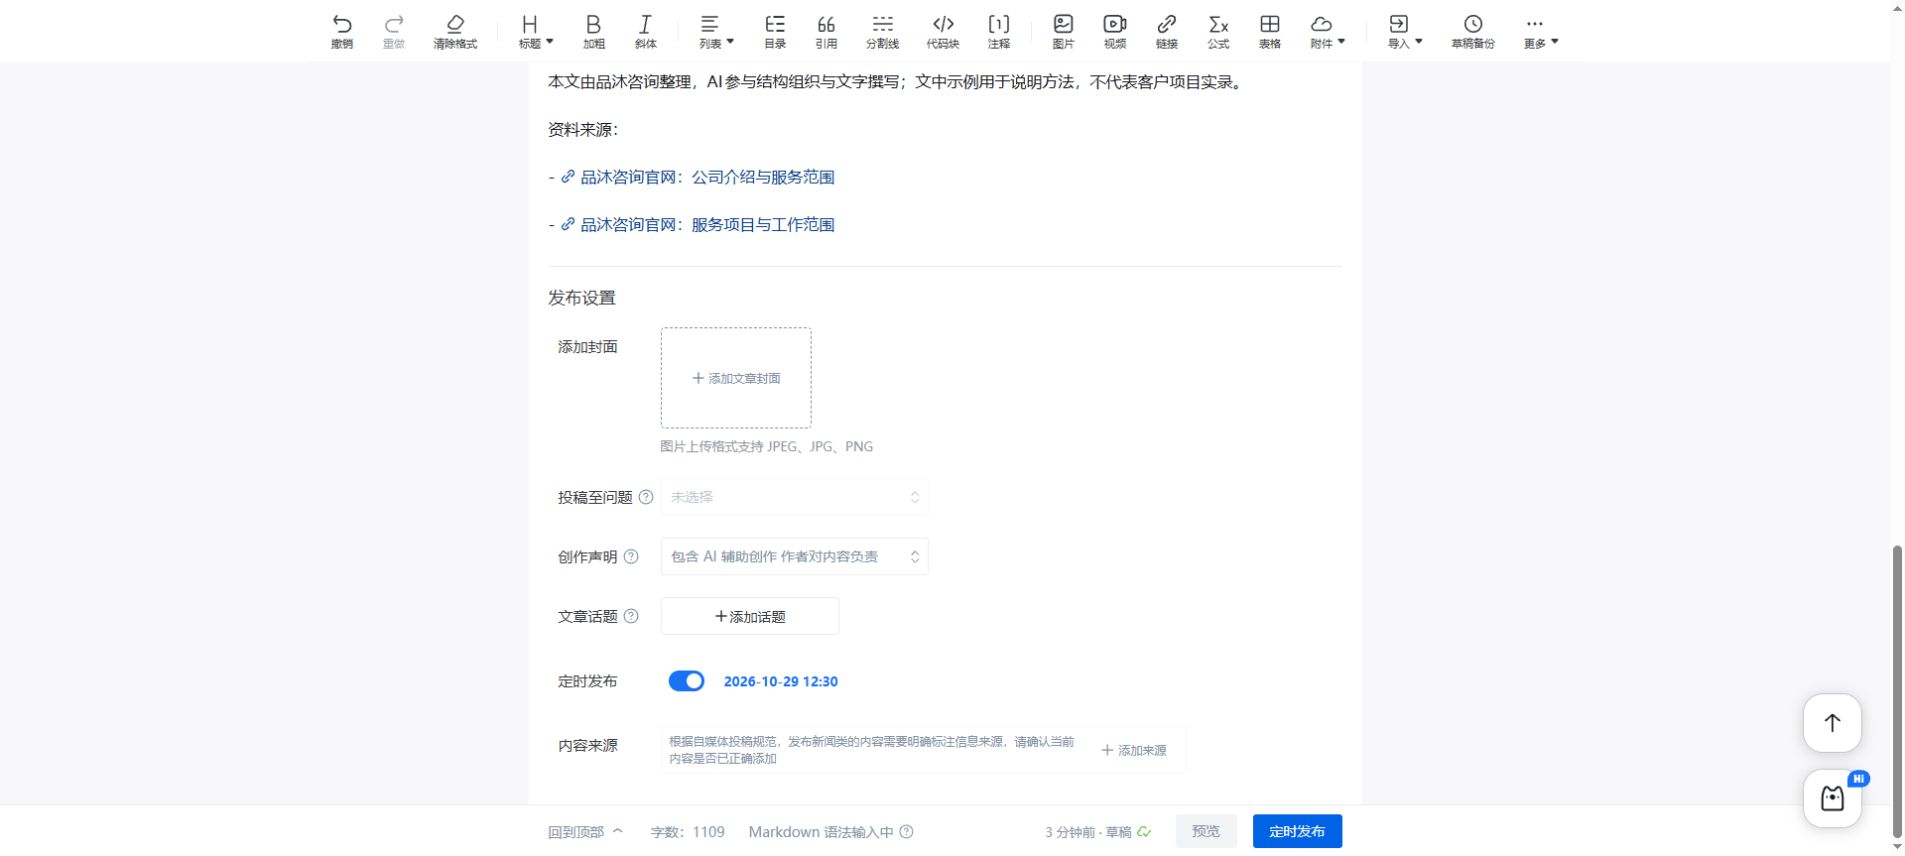 撤销
重做
清除格式
H
标题
B
加粗
I
斜体
列表
目录
引用
分割线
代码块
注释
图片
视频
链接
公式
表格
附件
导入
草稿备份
更多
本文由品沐咨询整理，AI 参与结构组织与文字撰写；文中示例用于说明方法，不代表客户项目实录。
资料来源：
- 品沐咨询官网：公司介绍与服务范围
- 品沐咨询官网：服务项目与工作范围
发布设置
添加封面
+ 添加文章封面
图片上传格式支持 JPEG、JPG、PNG
投稿至问题 ? 未选择
创作声明 ? 包含 AI 辅助创作 作者对内容负责
文章话题 ? +添加话题
定时发布 2026-10-29 12:30
内容来源
根据自媒体投稿规范，发布新闻类的内容需要明确标注信息来源，请确认当前
内容是否已正确添加
+ 添加来源
HI
回到顶部 字数：1109 Markdown 语法输入中 ? 3 分钟前 · 草稿 预览 定时发布